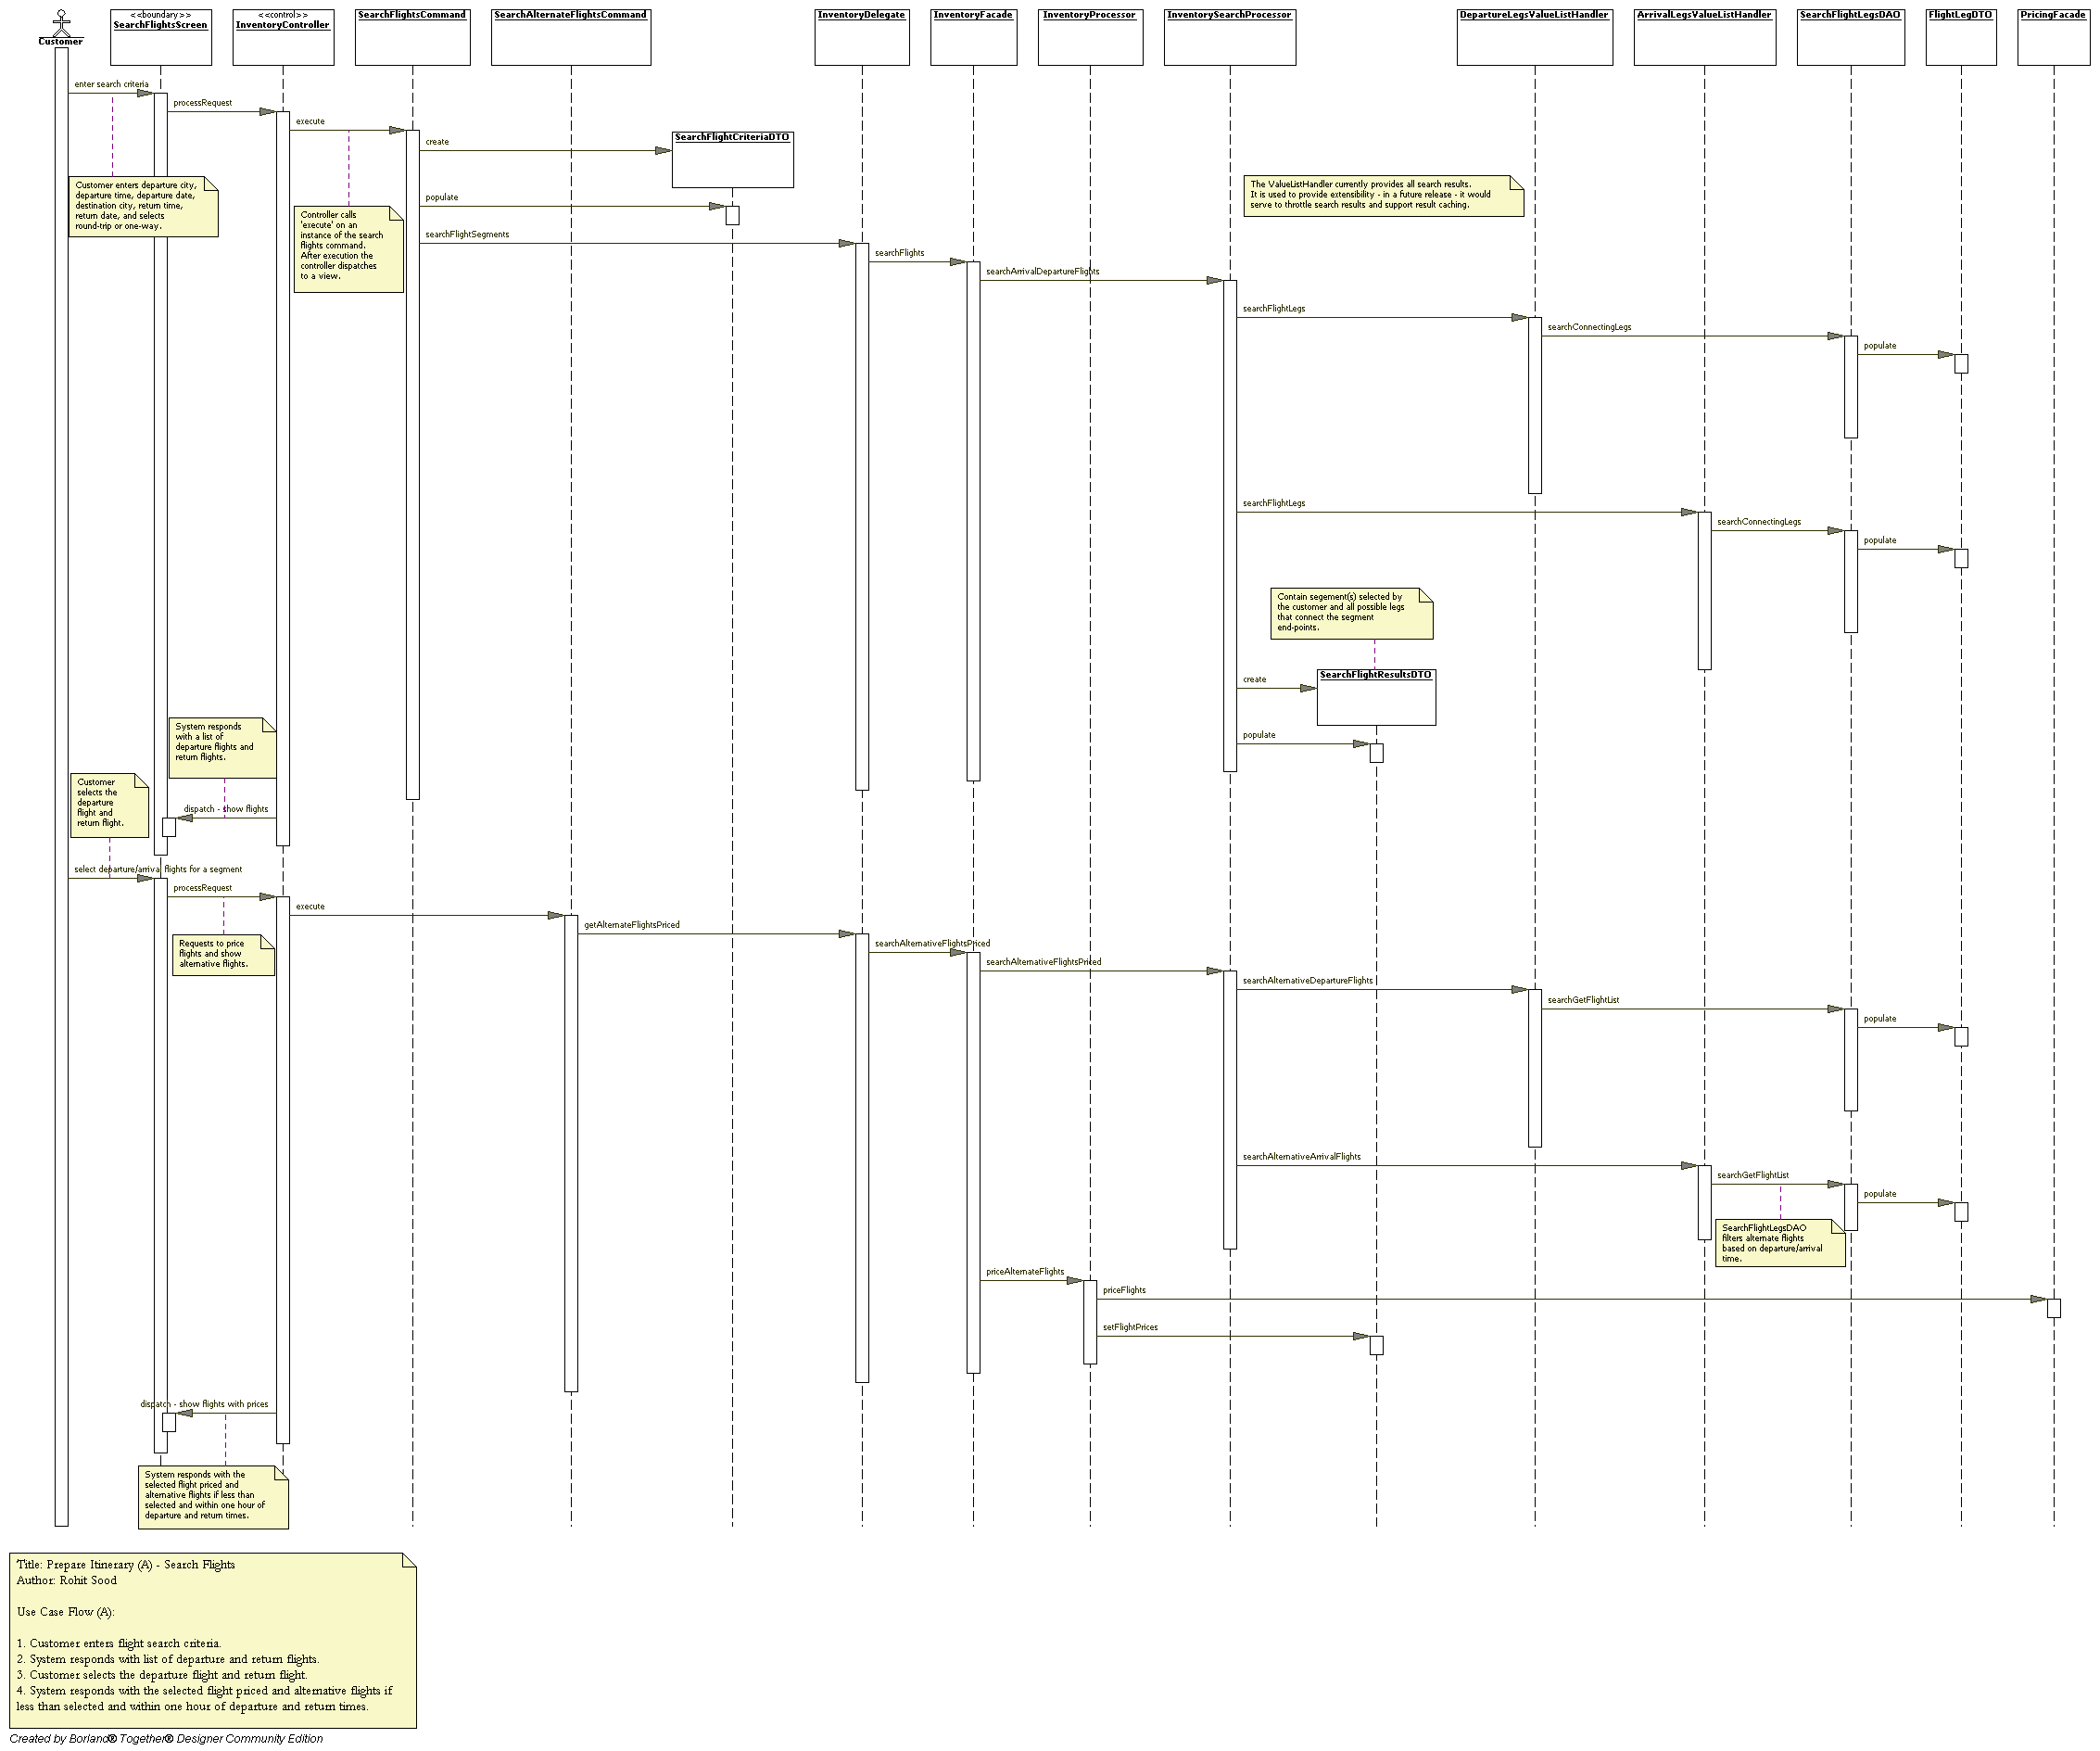 Customer
<<boundary>>
SearchFlightsScreen
<<control>>
InventoryController
SearchFlightsCommand
SearchAlternateFlightsCommand
InventoryDelegate
InventoryFacade
InventoryProcessor
InventorySearchProcessor
DepartureLegsValueListHandler
ArrivalLegsValueListHandler
SearchFlightLegsDAO
FlightLegDTO
PricingFacade
enter search criteria
processRequest
execute
SearchFlightCriteriaDTO
create
Customer enters departure city,
departure time, departure date,
destination city, return time,
return date, and selects
round-trip or one-way.
The ValueListHandler currently provides all search results.
It is used to provide extensibility - in a future release - it would
serve to throttle search results and support result caching.
populate
Controller calls
'execute' on an
instance of the search
flights command.
After execution the
controller dispatches
to a view.
searchFlightSegments
searchFlights
searchArrivalDepartureFlights
searchFlightLegs
searchConnectingLegs
populate
searchFlightLegs
searchConnectingLegs
populate
Contain segement(s) selected by
the customer and all possible legs
that connect the segment
end-points.
SearchFlightResultsDTO
create
populate
System responds
with a list of
departure flights and
return flights.
Customer
selects the
departure
flight and
return flight.
dispatch - show flights
select departure/arrival flights for a segment
processRequest
execute
getAlternateFlightsPriced
searchAlternativeFlightsPriced
searchAlternativeFlightsPriced
Requests to price
flights and show
alternative flights.
searchAlternativeDepartureFlights
searchGetFlightList
populate
searchAlternativeArrivalFlights
searchGetFlightList
populate
SearchFlightLegsDAO
filters alternate flights
based on departure/arrival
time.
priceAlternateFlights
priceFlights
setFlightPrices
dispatch - show flights with prices
System responds with the
selected flight priced and
alternative flights if less than
selected and within one hour of
departure and return times.
Title: Prepare Itinerary (A) - Search Flights
Author: Rohit Sood
Use Case Flow (A):
1. Customer enters flight search criteria.
2. System responds with list of departure and return flights.
3. Customer selects the departure flight and return flight.
4. System responds with the selected flight priced and alternative flights if
less than selected and within one hour of departure and return times.
Created by Borland® Together® Designer Community Edition